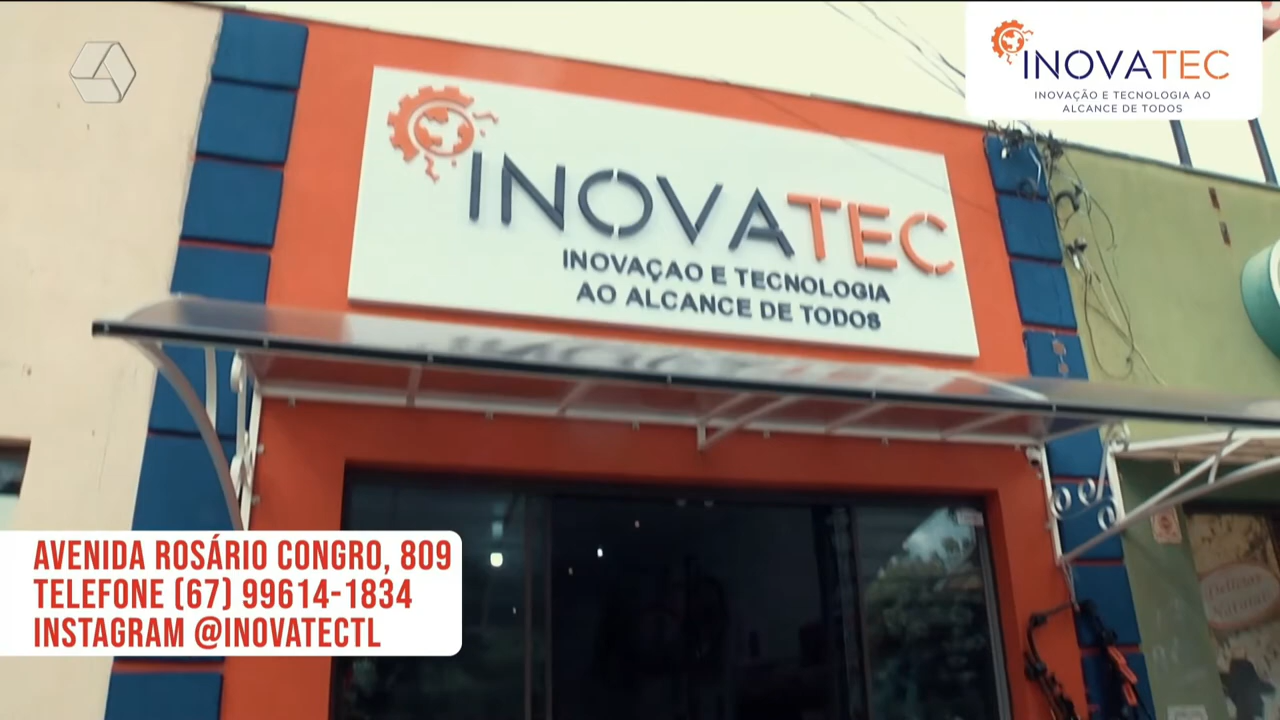 INOVATEC
INOVAÇÃO E TECNOLOGIA AO
ALCANCE DE TODOS
INOVATEC
INOVAÇAO E TECNOLOGIA
AO ALCANCE DE TODOS
AVENIDA ROSÁRIO CONGRO, 809
TELEFONE (67) 99614-1834
INSTAGRAM @INOVATECTL